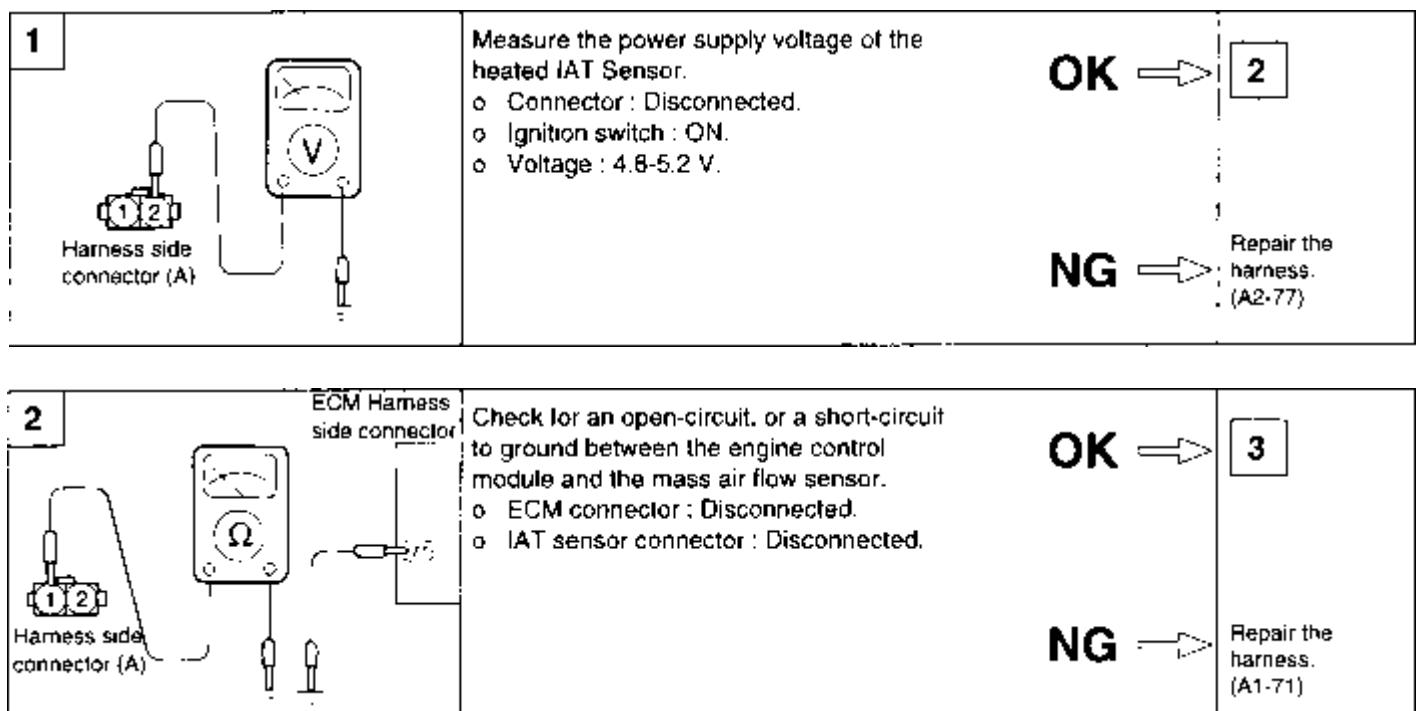 1
V
1 2
Harness side
connector (A)
Measure the power supply voltage of the
heated IAT Sensor.
o Connector : Disconnected.
o Ignition switch : ON.
o Voltage : 4.8-5.2 V.
OK
2
NG
Repair the
harness.
(A2-77)
2
ECM Harness
side connector
Ω
1 2
Harness side
connector (A)
Check for an open-circuit, or a short-circuit
to ground between the engine control
module and the mass air flow sensor.
o ECM connector : Disconnected.
o IAT sensor connector : Disconnected.
OK
3
NG
Repair the
harness.
(A1-71)